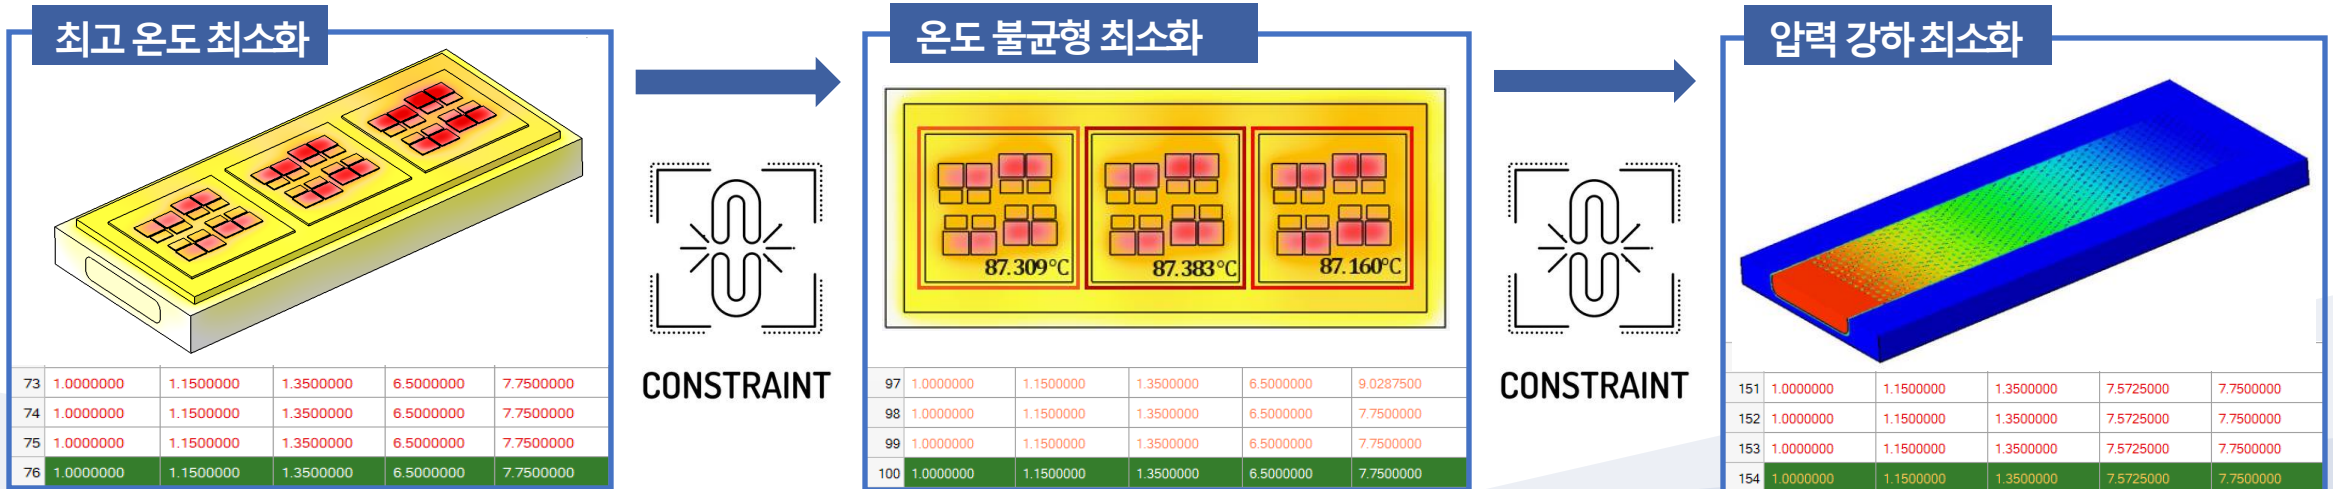 최고 온도 최소화
73 1.0000000 1.1500000 1.3500000 6.5000000 7.7500000
74 1.0000000 1.1500000 1.3500000 6.5000000 7.7500000
75 1.0000000 1.1500000 1.3500000 6.5000000 7.7500000
76 1.0000000 1.1500000 1.3500000 6.5000000 7.7500000
CONSTRAINT
온도 불균형 최소화
87.309°C 87.383°C 87.160°C
97 1.0000000 1.1500000 1.3500000 6.5000000 9.0287500
98 1.0000000 1.1500000 1.3500000 6.5000000 7.7500000
99 1.0000000 1.1500000 1.3500000 6.5000000 7.7500000
100 1.0000000 1.1500000 1.3500000 6.5000000 7.7500000
CONSTRAINT
압력 강하 최소화
151 1.0000000 1.1500000 1.3500000 7.5725000 7.7500000
152 1.0000000 1.1500000 1.3500000 7.5725000 7.7500000
153 1.0000000 1.1500000 1.3500000 7.5725000 7.7500000
154 1.0000000 1.1500000 1.3500000 7.5725000 7.7500000